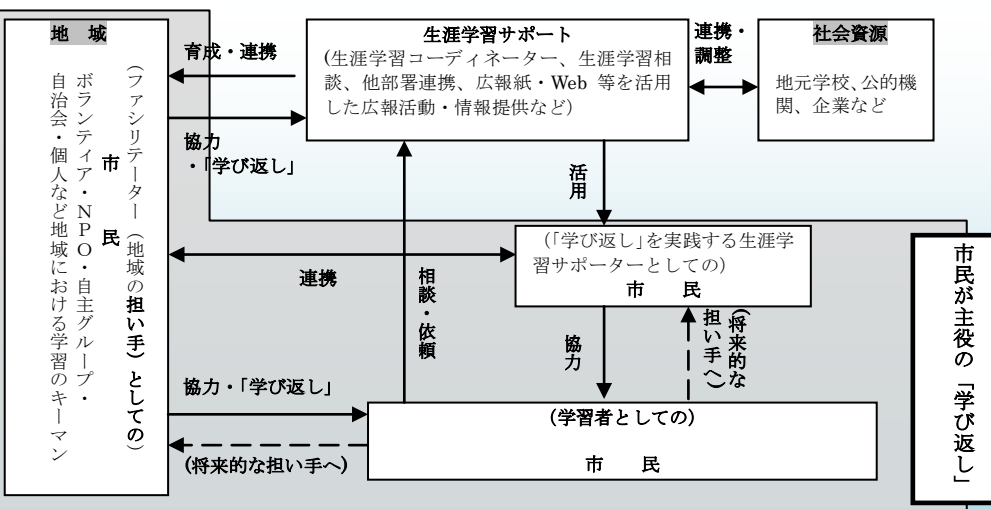 地　域
(ファシリテーター（地域の担い手）としての）
市　　民
ボランティア・NPO・自主グループ・
自治会・個人など地域における学習のキーマン
育成・連携
協力
・「学び返し」
生涯学習サポート
(生涯学習コーディネーター、生涯学習相
談、他部署連携、広報紙・Web 等を活用
した広報活動・情報提供など）
連携・
調整
社会資源
地元学校、公的機
関、企業など
活用
（「学び返し」を実践する生涯学
習サポーターとしての）
市　　民
連携
相談・依頼
協力
(将来的な
担い手へ)
協力・「学び返し」
(将来的な担い手へ)
（学習者としての）
市　　民
市民が主役の「学び返し」